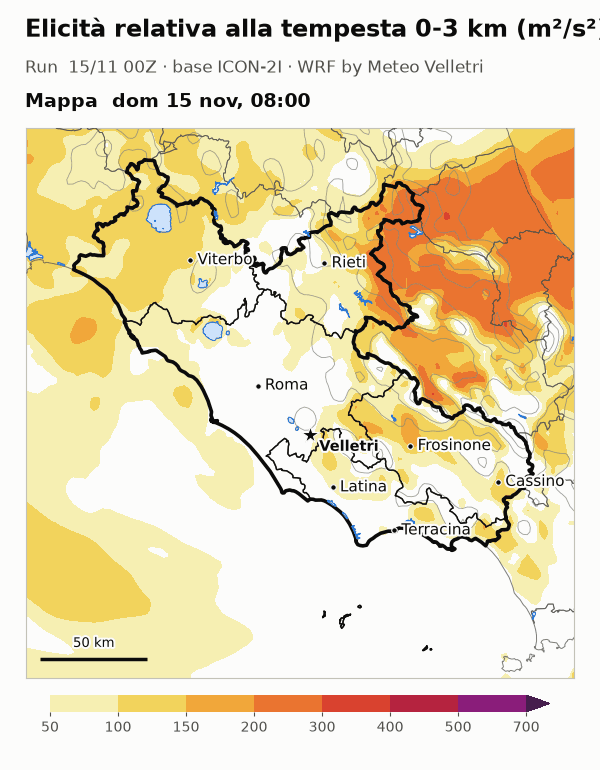 Elicità relativa alla tempesta 0-3 km (m²/s²)
Run  15/11 00Z · base ICON-2I · WRF by Meteo Velletri
Mappa  dom 15 nov, 08:00
Viterbo
Rieti
Roma
Velletri
Frosinone
Cassino
Latina
Terracina
50 km
50 100 150 200 300 400 500 700